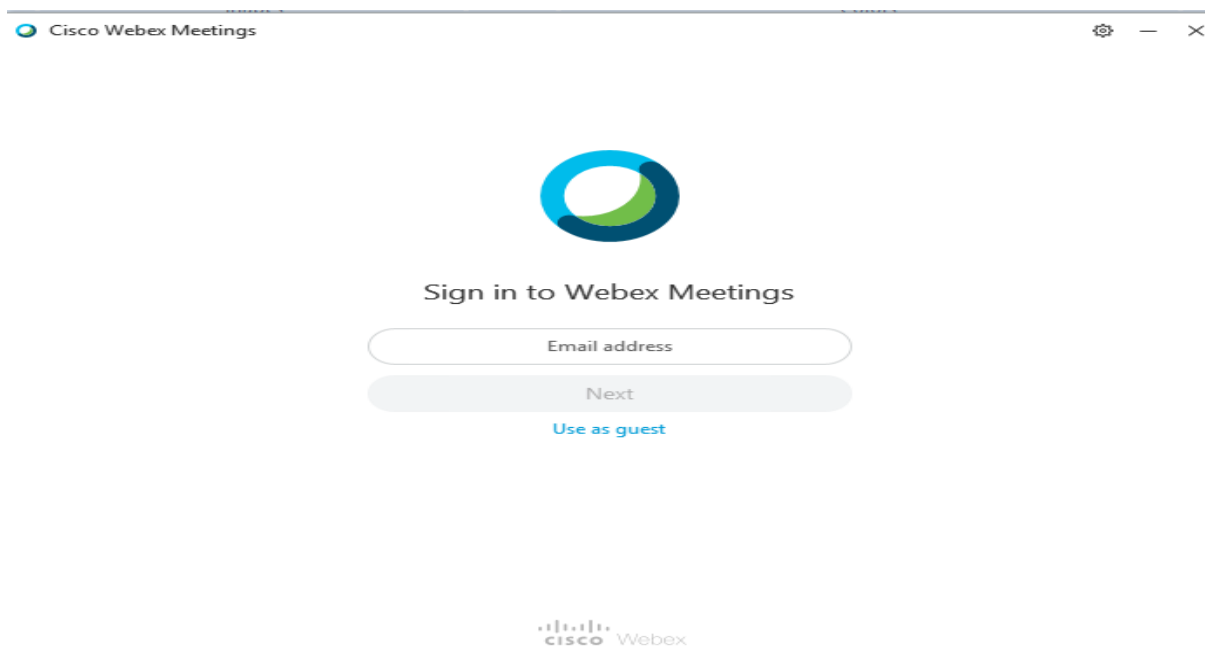 Cisco Webex Meetings
Sign in to Webex Meetings
Email address
Next
Use as guest
CISCO Webex